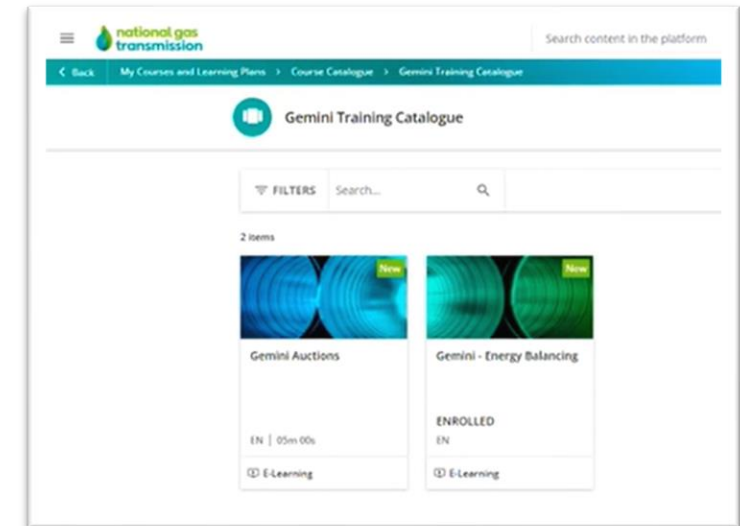 national gas
transmission
Search content in the platform
Back My Courses and Learning Plans > Course Catalogue > Gemini Training Catalogue
Gemini Training Catalogue
FILTERS Search...
2 items
New New
Gemini Auctions Gemini - Energy Balancing
ENROLLED
EN | 05m 00s EN
E-Learning E-Learning